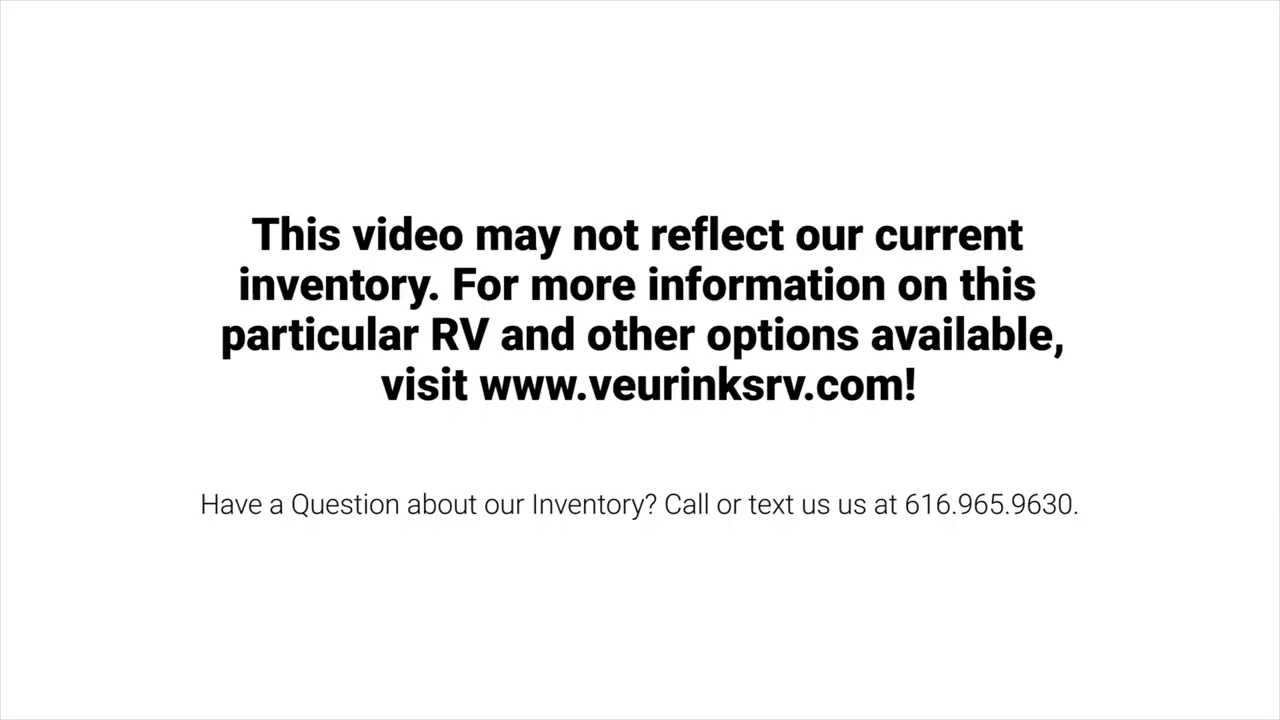 This video may not reflect our current
inventory. For more information on this
particular RV and other options available,
visit www.veurinksrv.com!
Have a Question about our Inventory? Call or text us us at 616.965.9630.